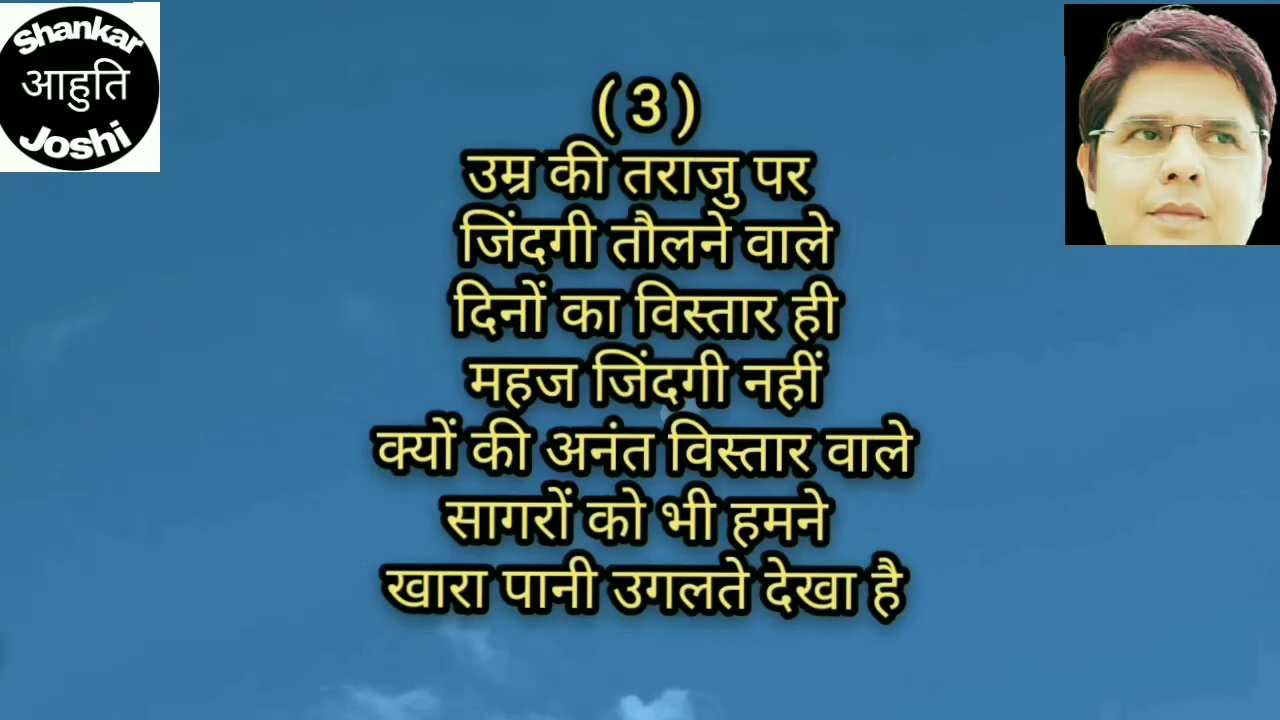 Shankar
आहुति
Joshi
( 3 )
उम्र की तराजु पर
जिंदगी तौलने वाले
दिनों का विस्तार ही
महज जिंदगी नहीं
क्यों की अनंत विस्तार वाले
सागरों को भी हमने
खारा पानी उगलते देखा है